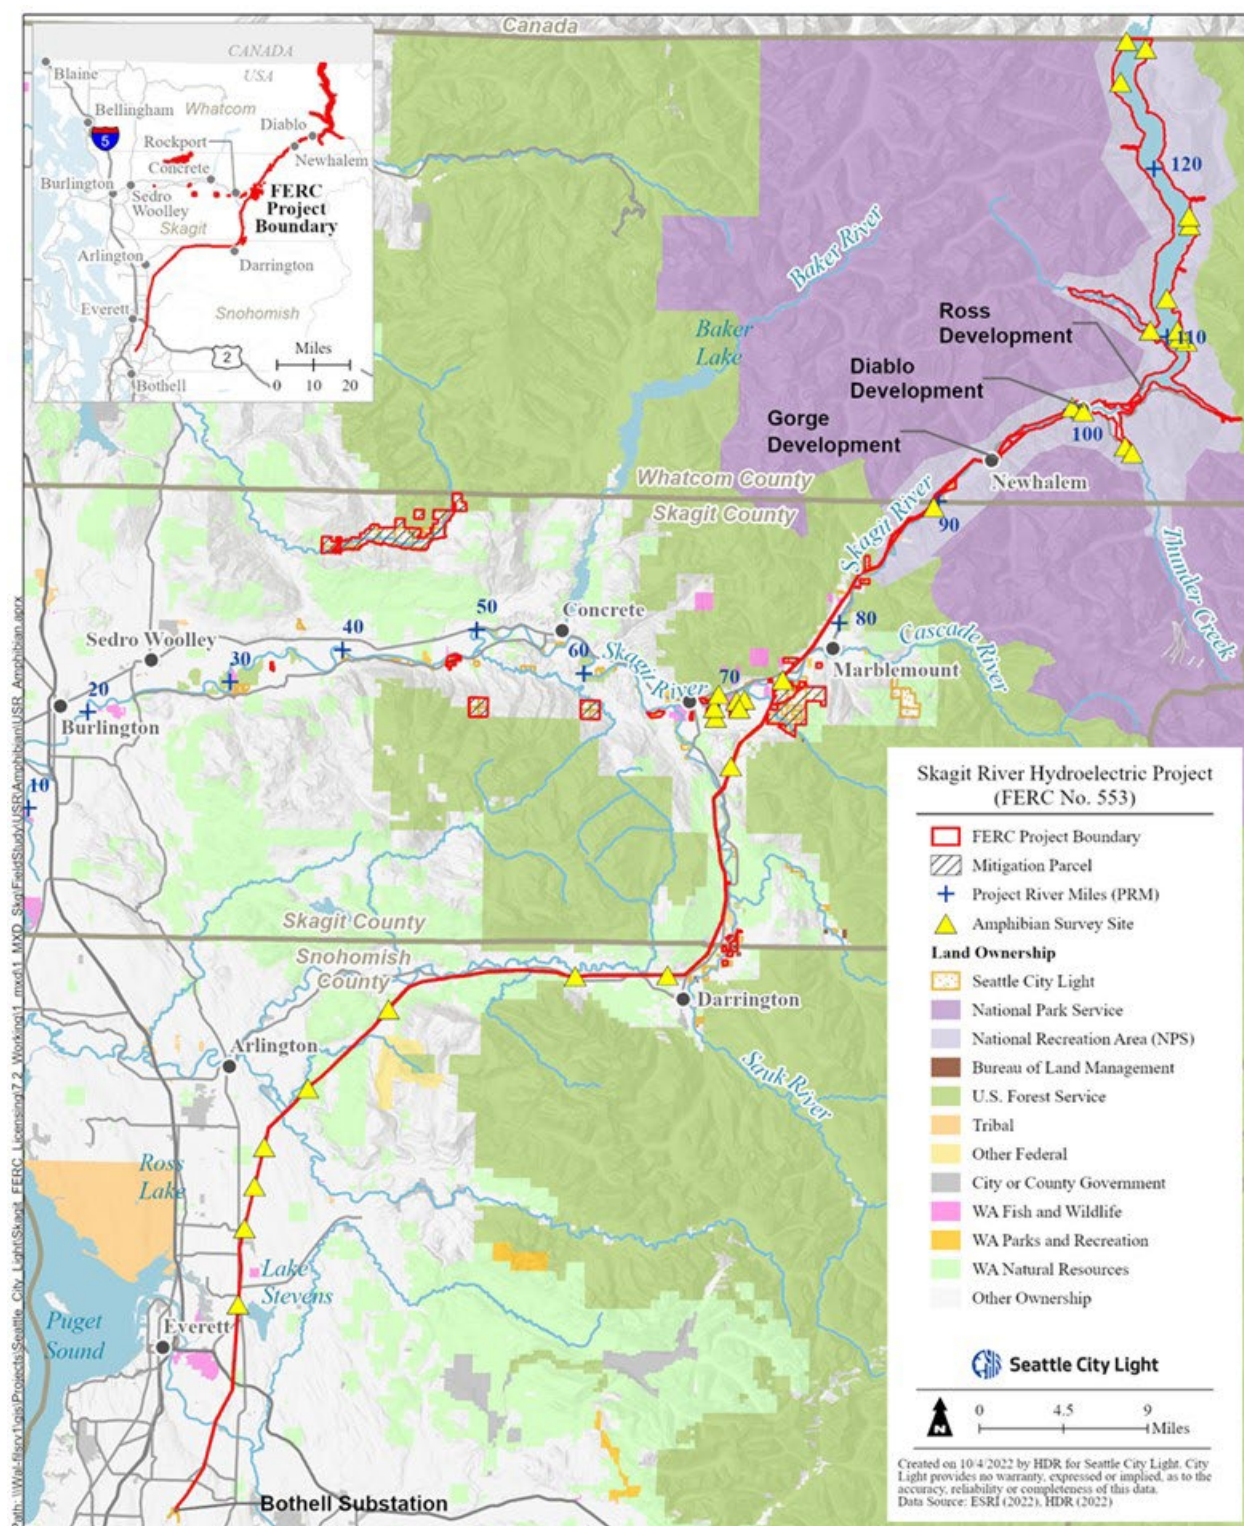 Canada
CANADA
USA
Blaine
Whatcom
Bellingham
5
Diablo
Rockport
Newhalem
Concrete
Burlington
Sedro
Woolley
FERC
Project
Boundary
Skagit
Arlington
Darrington
Everett
Snohomish
2
Miles
0 10 20
Bothell
120
Baker River
Baker
Lake
Ross
Development
110
Diablo
Development
Gorge
Development
100
Newhalem
Whatcom County
Skagit County
90
Skagit River
Thunder Creek
50
Concrete
80
40
Sedro Woolley
60
Cascade River
30
Skagit River
70
Marblemount
20
Burlington
10
Skagit County
Snohomish
County
Darrington
Arlington
Sauk River
Ross
Lake
Lake
Stevens
Puget
Sound
Everett
Bothell Substation
Skagit River Hydroelectric Project
(FERC No. 553)
FERC Project Boundary
Mitigation Parcel
Project River Miles (PRM)
Amphibian Survey Site
Land Ownership
Seattle City Light
National Park Service
National Recreation Area (NPS)
Bureau of Land Management
U.S. Forest Service
Tribal
Other Federal
City or County Government
WA Fish and Wildlife
WA Parks and Recreation
WA Natural Resources
Other Ownership
Seattle City Light
N
0 4.5 9
Miles
Created on 10/4/2022 by HDR for Seattle City Light. City
Light provides no warranty, expressed or implied, as to the
accuracy, reliability or completeness of this data.
Data Source: ESRI (2022), HDR (2022)